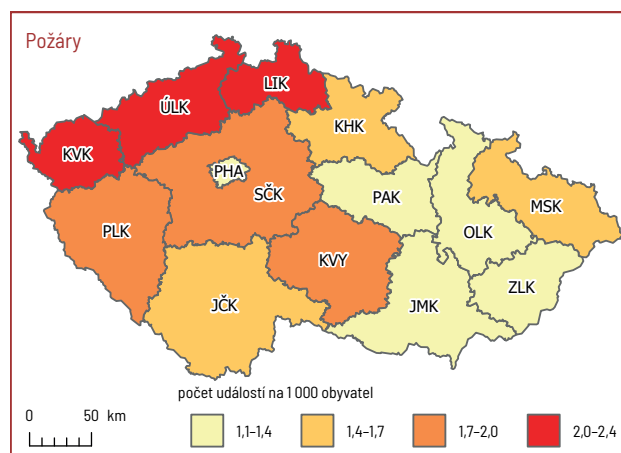 Požáry
LIK
ÚLK
KHK
KVK
PHA
SČK
PAK
MSK
PLK
OLK
KVY
ZLK
JČK
JMK
počet událostí na 1 000 obyvatel
0 50 km
1,1–1,4 1,4–1,7 1,7–2,0 2,0–2,4